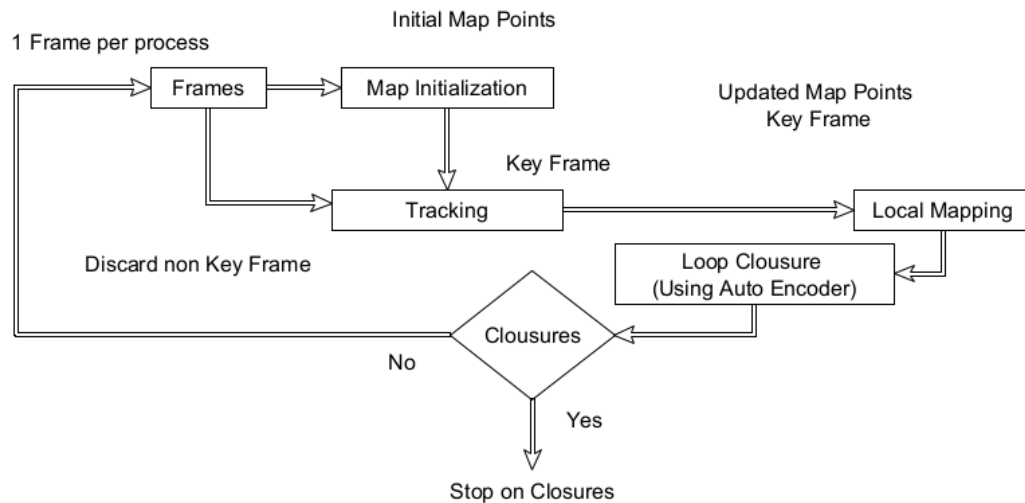 Initial Map Points
1 Frame per process
Frames
Map Initialization
Updated Map Points
Key Frame
Key Frame
Tracking
Local Mapping
Discard non Key Frame
Loop Clousure
(Using Auto Encoder)
Clousures
No
Yes
Stop on Closures